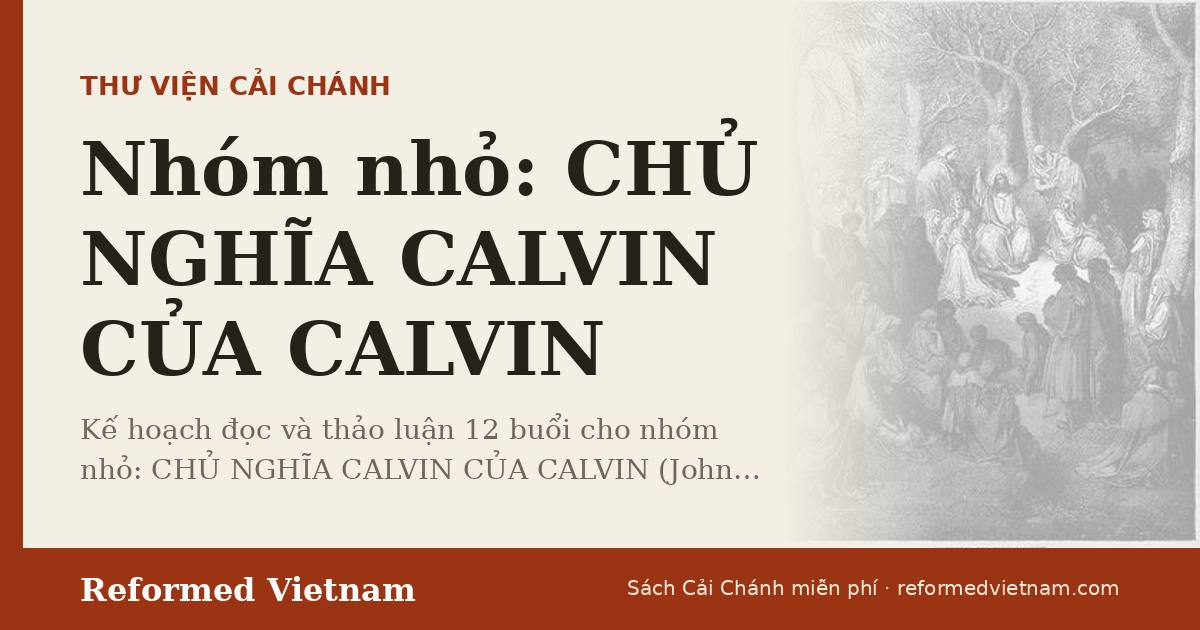 THƯ VIỆN CẢI CHÁNH
Nhóm nhỏ: CHỦ
NGHĨA CALVIN
CỦA CALVIN
Kế hoạch đọc và thảo luận 12 buổi cho nhóm
nhỏ: CHỦ NGHĨA CALVIN CỦA CALVIN (John…
Reformed Vietnam
Sách Cải Chánh miễn phí · reformedvietnam.com